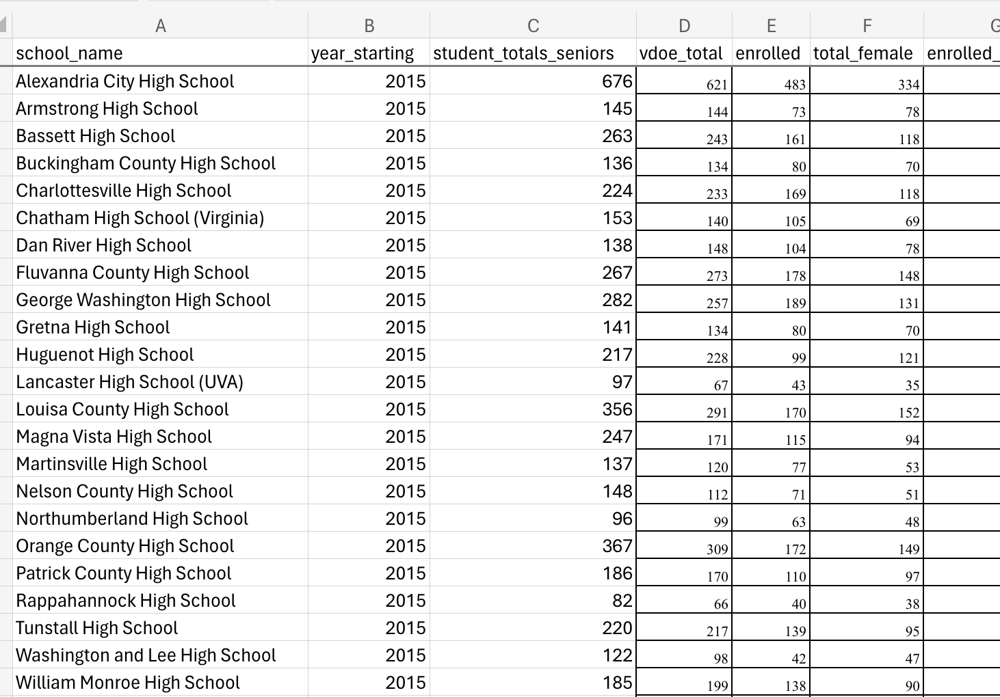 A B C D E F G
school_name year_starting student_totals_seniors vdoe_total enrolled total_female enrolled_
Alexandria City High School 2015 676 621 483 334
Armstrong High School 2015 145 144 73 78
Bassett High School 2015 263 243 161 118
Buckingham County High School 2015 136 134 80 70
Charlottesville High School 2015 224 233 169 118
Chatham High School (Virginia) 2015 153 140 105 69
Dan River High School 2015 138 148 104 78
Fluvanna County High School 2015 267 273 178 148
George Washington High School 2015 282 257 189 131
Gretna High School 2015 141 134 80 70
Huguenot High School 2015 217 228 99 121
Lancaster High School (UVA) 2015 97 67 43 35
Louisa County High School 2015 356 291 170 152
Magna Vista High School 2015 247 171 115 94
Martinsville High School 2015 137 120 77 53
Nelson County High School 2015 148 112 71 51
Northumberland High School 2015 96 99 63 48
Orange County High School 2015 367 309 172 149
Patrick County High School 2015 186 170 110 97
Rappahannock High School 2015 82 66 40 38
Tunstall High School 2015 220 217 139 95
Washington and Lee High School 2015 122 98 42 47
William Monroe High School 2015 185 199 138 90